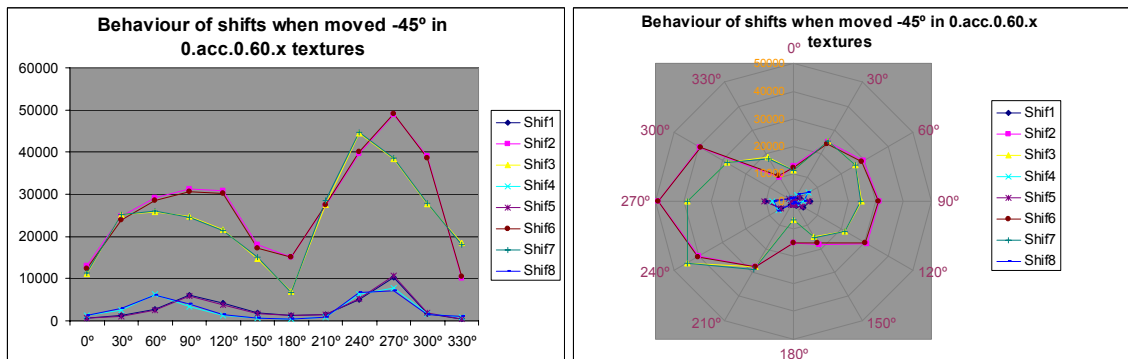 Behaviour of shifts when moved -45º in
0.acc.0.60.x textures
60000
50000
40000
30000
20000
10000
0
0º 30º 60º 90º 120º 150º 180º 210º 240º 270º 300º 330º
Shif1
Shif2
Shif3
Shif4
Shif5
Shif6
Shif7
Shif8
Behaviour of shifts when moved -45º in 0.acc.0.60.x
textures
0º
30º
60º
90º
120º
150º
180º
210º
240º
270º
300º
330º
50000
40000
30000
20000
10000
Shif1
Shif2
Shif3
Shif4
Shif5
Shif6
Shif7
Shif8